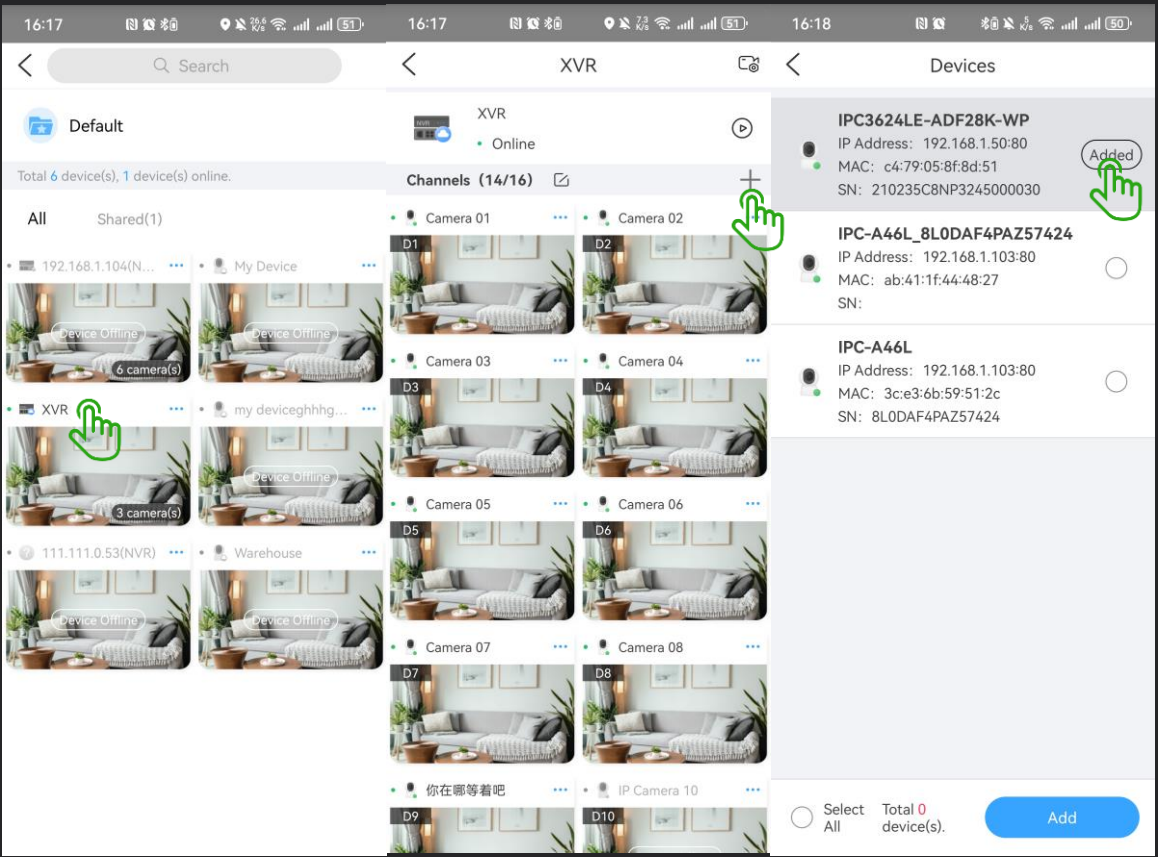 16:17
26.6 K/s
51
Search
Default
Total 6 device(s), 1 device(s) online.
All
Shared(1)
192.168.1.104(N...
My Device
Device Offline
Device Offline
6 camera(s)
XVR
my deviceghhhg...
Device Offline
3 camera(s)
111.111.0.53(NVR)
Warehouse
Device Offline
Device Offline
16:17
7.3 K/s
51
XVR
NVR
XVR
Online
Channels (14/16)
Camera 01
Camera 02
D1
D2
Camera 03
Camera 04
D3
D4
Camera 05
Camera 06
D5
D6
Camera 07
Camera 08
D7
D8
你在哪等着吧
IP Camera 10
D9
D10
16:18
5 K/s
50
Devices
IPC3624LE-ADF28K-WP
IP Address: 192.168.1.50:80
MAC: c4:79:05:8f:8d:51
SN: 210235C8NP3245000030
Added
IPC-A46L_8L0DAF4PAZ57424
IP Address: 192.168.1.103:80
MAC: ab:41:1f:44:48:27
SN:
IPC-A46L
IP Address: 192.168.1.103:80
MAC: 3c:e3:6b:59:51:2c
SN: 8L0DAF4PAZ57424
Select All
Total 0 device(s).
Add